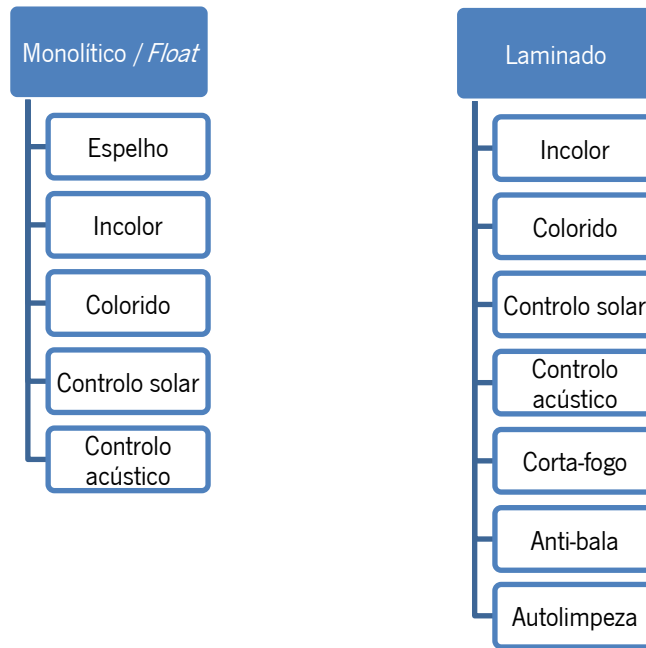 Monolítico / Float
Espelho
Incolor
Colorido
Controlo solar
Controlo
acústico
Laminado
Incolor
Colorido
Controlo solar
Controlo
acústico
Corta-fogo
Anti-bala
Autolimpeza